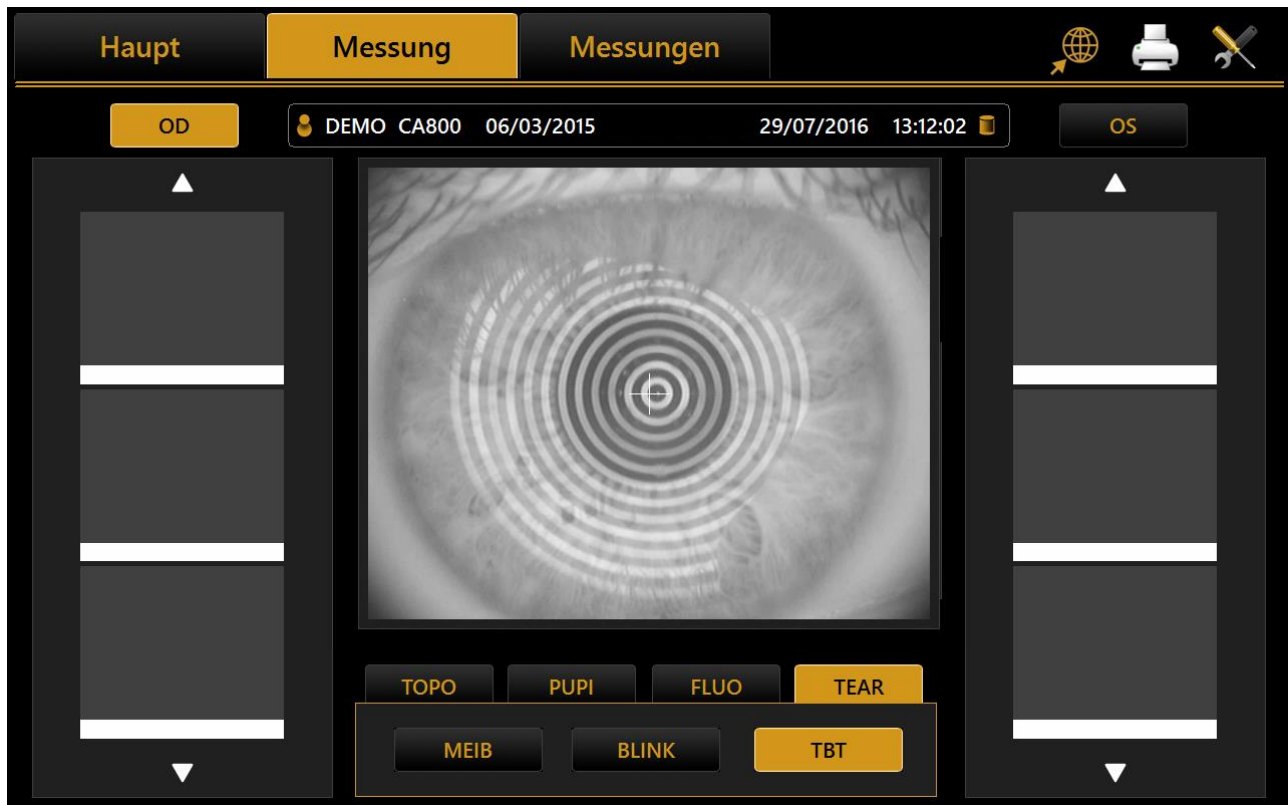 Haupt Messung Messungen
OD DEMO CA800 06/03/2015 29/07/2016 13:12:02 OS
TOPO PUPI FLUO TEAR
MEIB BLINK TBT